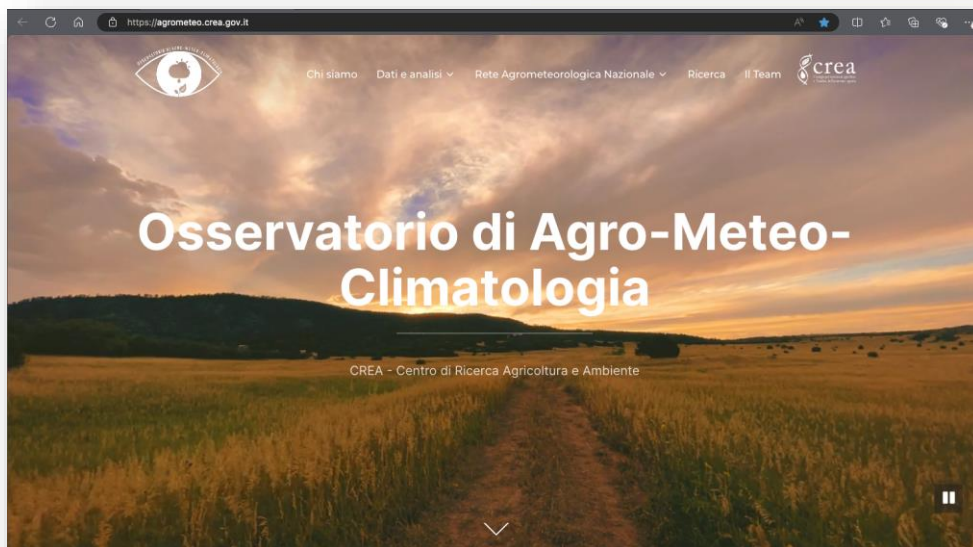 https://agrometeo.crea.gov.it
Chi siamo Dati e analisi Rete Agrometeorologica Nazionale Ricerca Il Team crea
Osservatorio di Agro-Meteo-
Climatologia
CREA - Centro di Ricerca Agricoltura e Ambiente